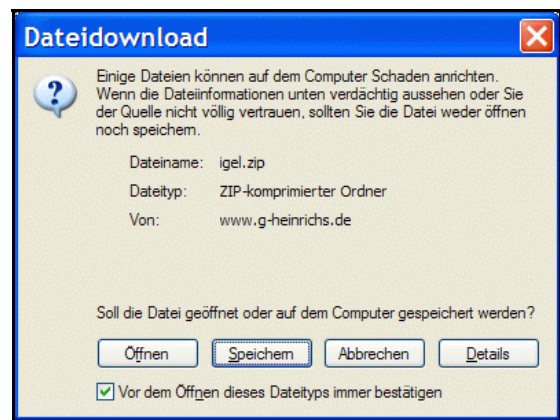 Dateidownload
Einige Dateien können auf dem Computer Schaden anrichten.
Wenn die Dateiinformationen unten verdächtig aussehen oder Sie
der Quelle nicht völlig vertrauen, sollten Sie die Datei weder öffnen
noch speichern.
Dateiname: igel.zip
Dateityp: ZIP-komprimierter Ordner
Von: www.g-heinrichs.de
Soll die Datei geöffnet oder auf dem Computer gespeichert werden?
Öffnen Speichern Abbrechen Details
Vor dem Öffnen dieses Dateityps immer bestätigen